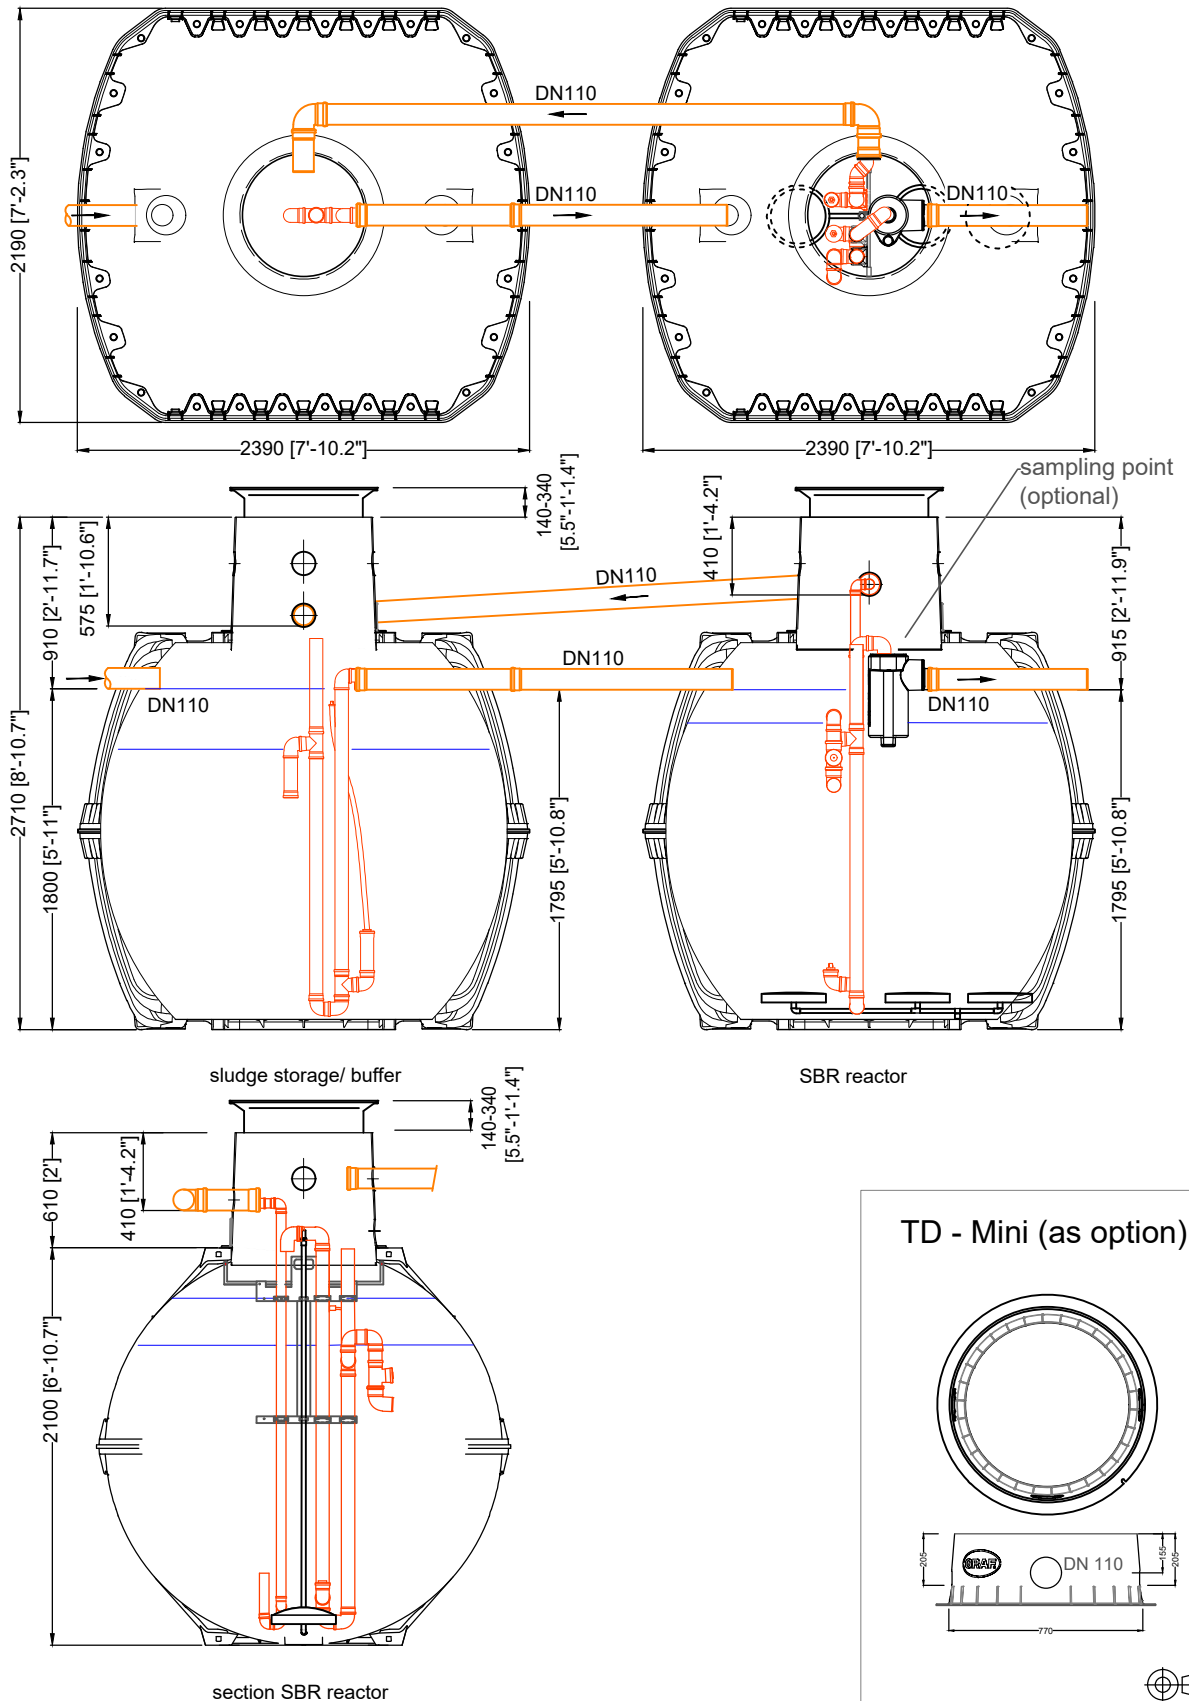 DN110
DN110
DN110
2190 [7'-2.3"]
2390 [7'-10.2"]
2390 [7'-10.2"]
sampling point
(optional)
140-340
[5.5"-1'-1.4"]
575 [1'-10.6"]
910 [2'-11.7"]
2710 [8'-10.7"]
1800 [5'-11"]
410 [1'-4.2"]
915 [2'-11.9"]
DN110
DN110
DN110
DN110
1795 [5'-10.8"]
1795 [5'-10.8"]
sludge storage/ buffer
SBR reactor
140-340
[5.5"-1'-1.4"]
610 [2']
410 [1'-4.2"]
2100 [6'-10.7"]
section SBR reactor
TD - Mini (as option)
205
GRAF
DN 110
155
205
770